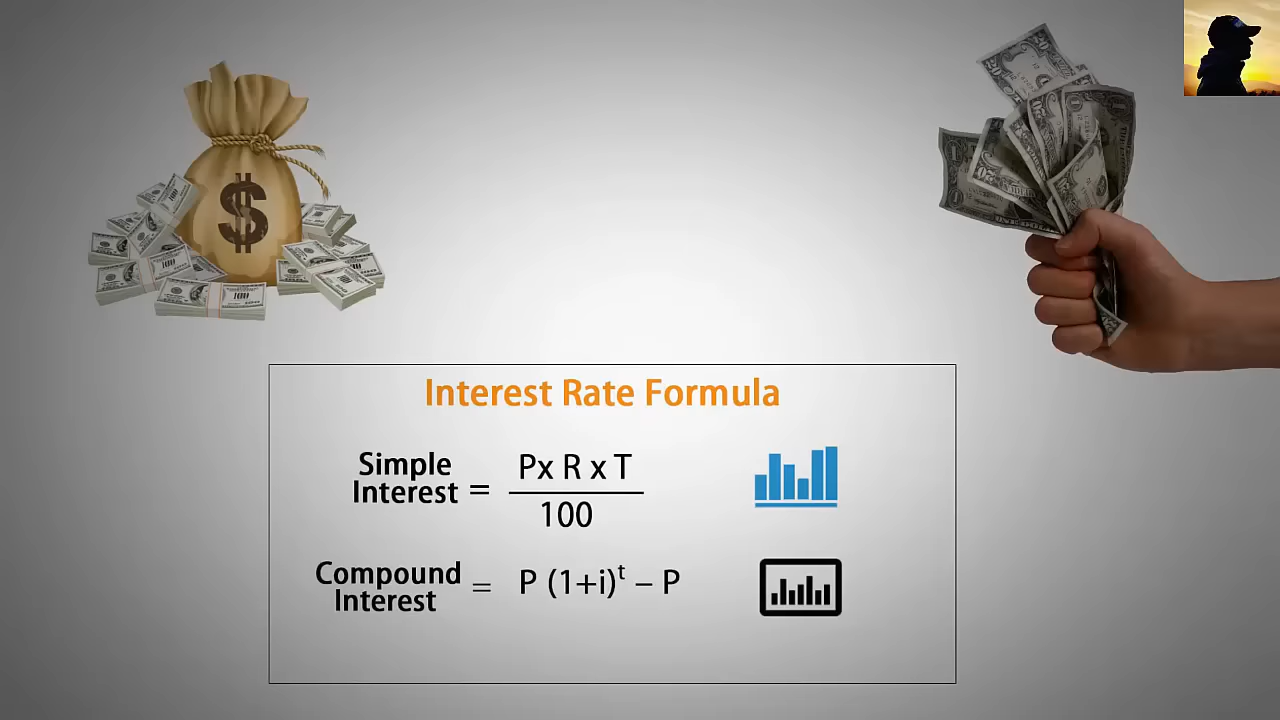 $
Interest Rate Formula
Simple
Interest = Px R x T
100
Compound
Interest = P (1+i)^t – P